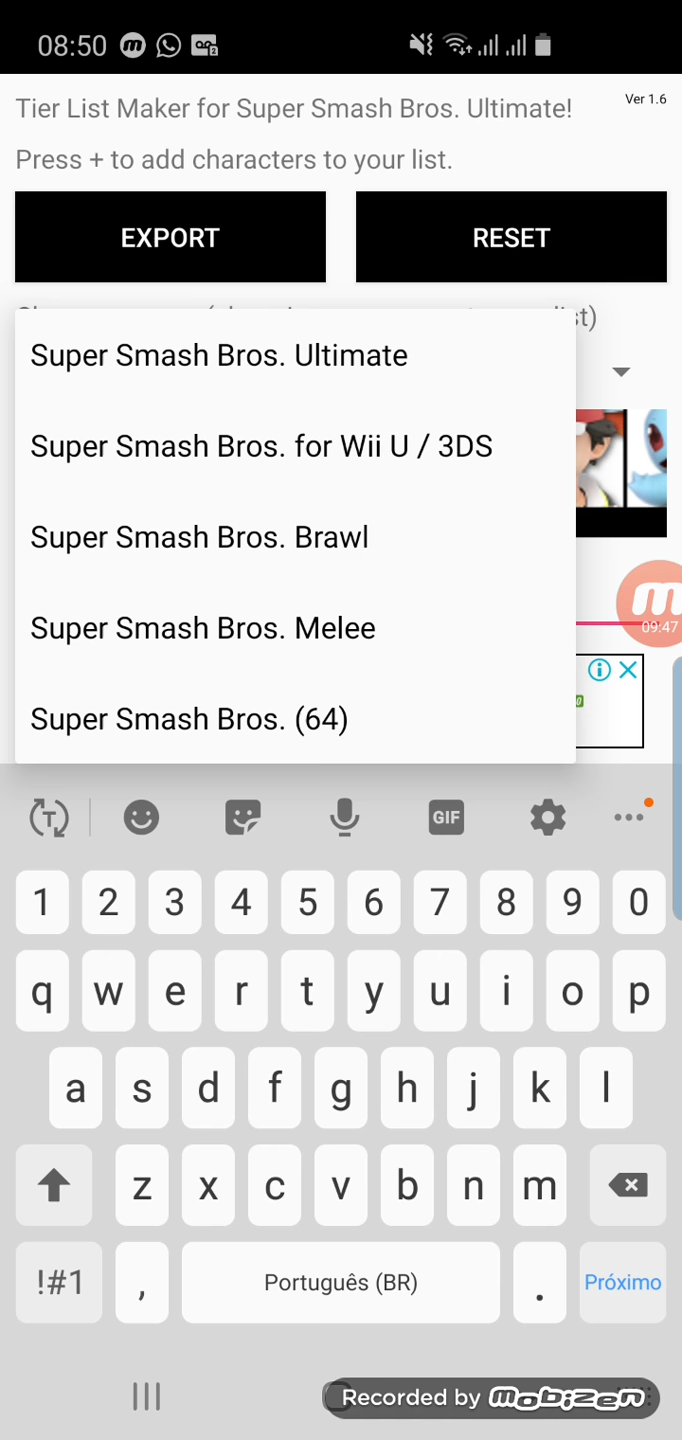 08:50
Tier List Maker for Super Smash Bros. Ultimate!
Ver 1.6
Press + to add characters to your list.
EXPORT
RESET
st)
Super Smash Bros. Ultimate
Super Smash Bros. for Wii U / 3DS
Super Smash Bros. Brawl
09:47
Super Smash Bros. Melee
Super Smash Bros. (64)
GIF
1 2 3 4 5 6 7 8 9 0
q w e r t y u i o p
a s d f g h j k l
z x c v b n m
!#1 , Português (BR) . Próximo
Recorded by mobizen